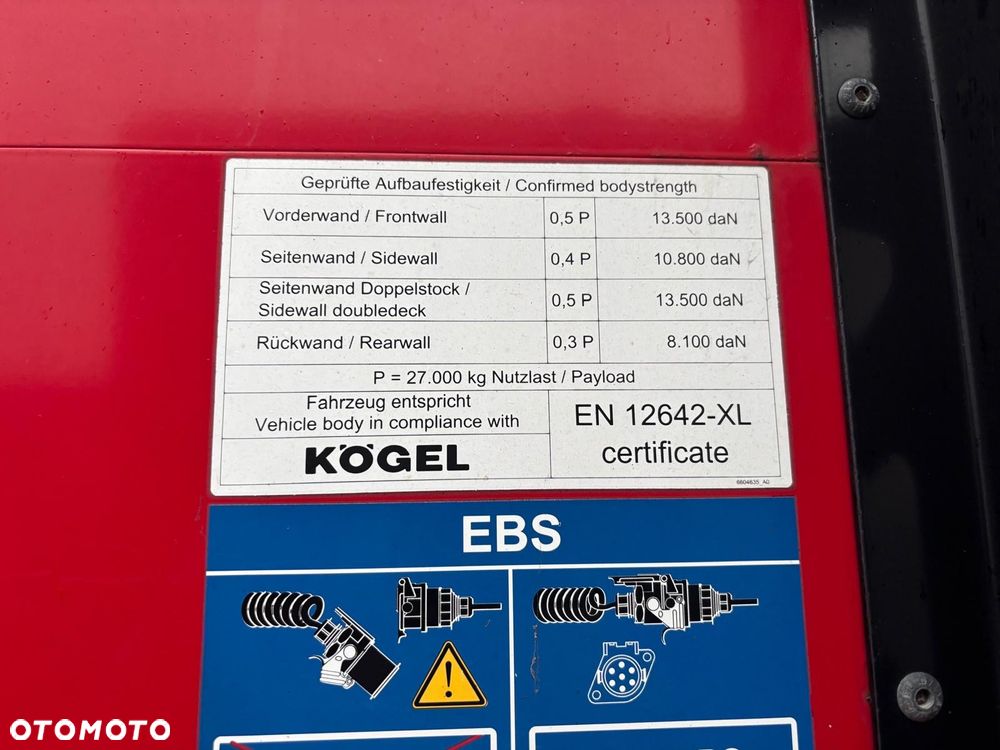 Geprüfte Aufbaufestigkeit / Confirmed bodystrength
Vorderwand / Frontwall 0,5 P 13.500 daN
Seitenwand / Sidewall 0,4 P 10.800 daN
Seitenwand Doppelstock /
Sidewall doubledeck 0,5 P 13.500 daN
Rückwand / Rearwall 0,3 P 8.100 daN
P = 27.000 kg Nutzlast / Payload
Fahrzeug entspricht
Vehicle body in compliance with
KÖGEL
EN 12642-XL
certificate
6604635_AG
EBS
OTOMOTO